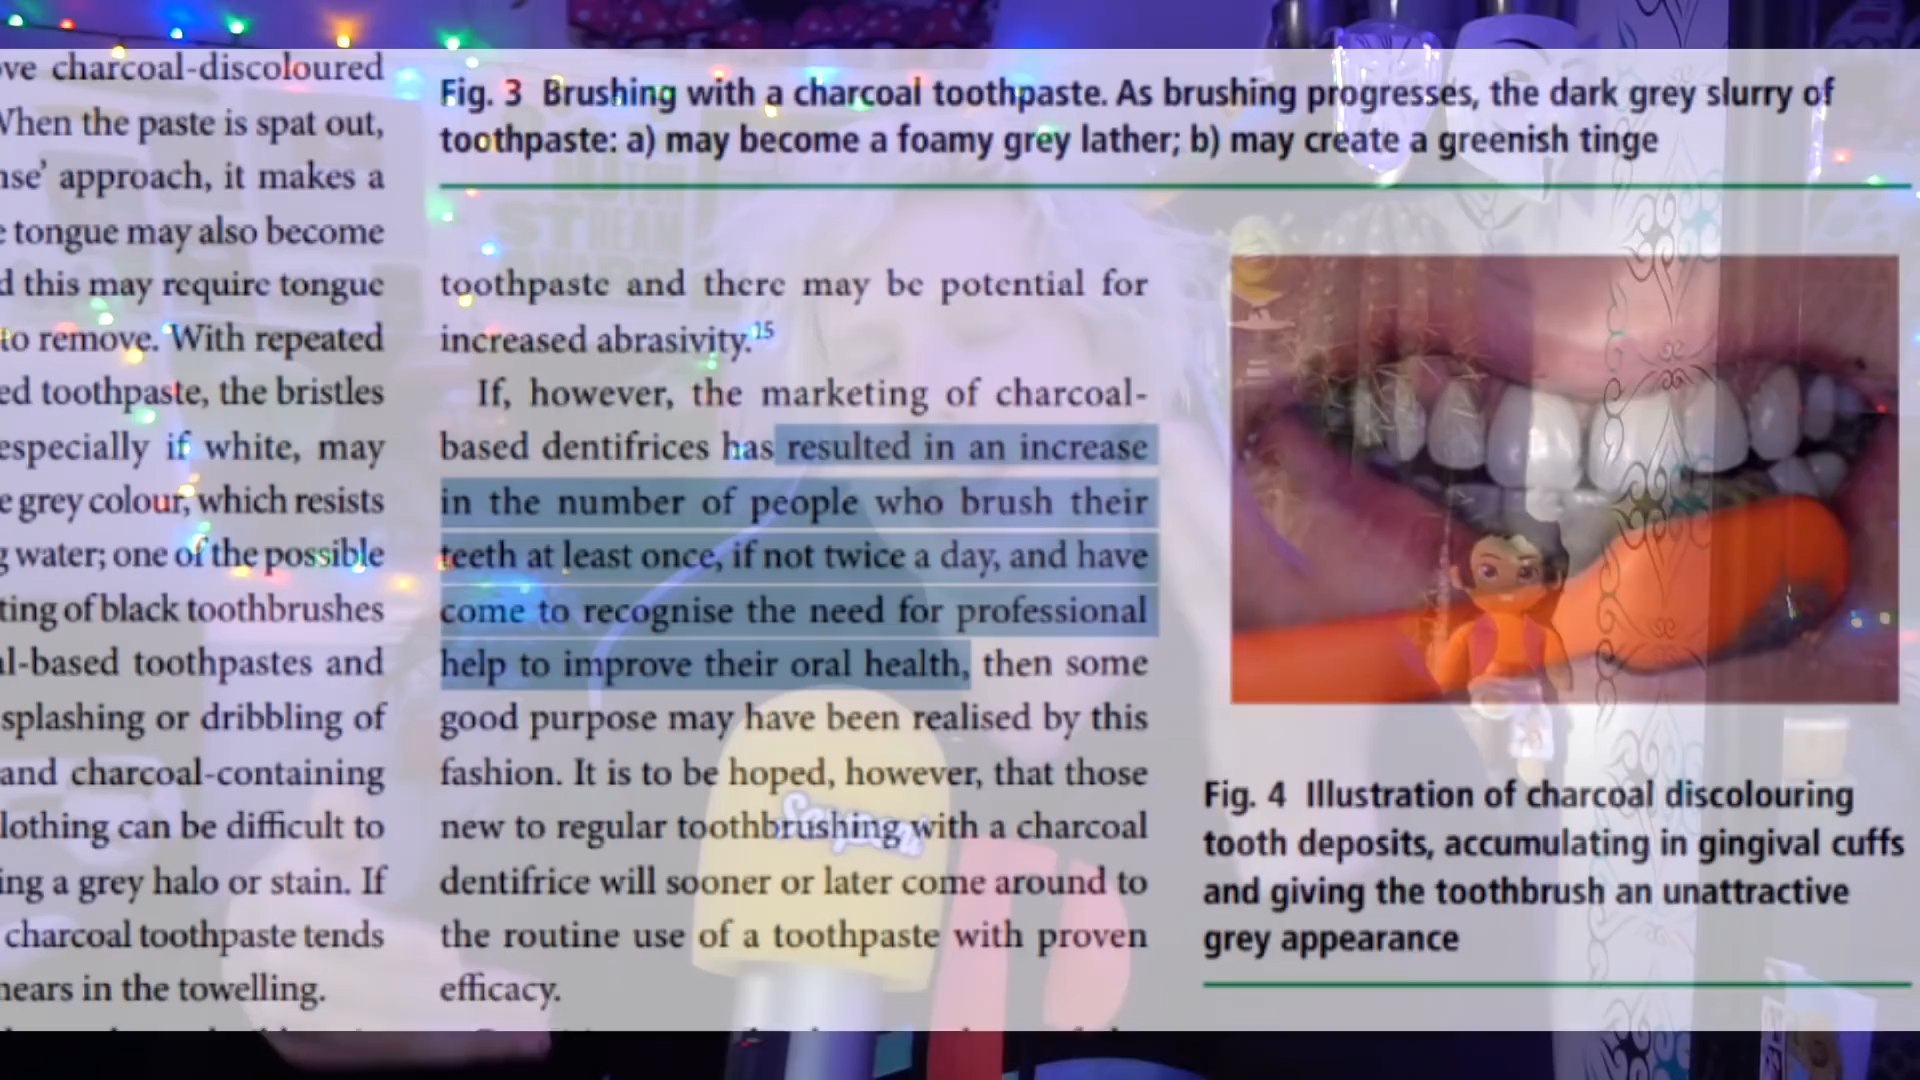 ve charcoal-discoloured
When the paste is spat out,
nse’ approach, it makes a
tongue may also become
d this may require tongue
to remove. With repeated
ed toothpaste, the bristles
especially if white, may
e grey colour, which resists
g water; one of the possible
ting of black toothbrushes
al-based toothpastes and
splashing or dribbling of
and charcoal-containing
lothing can be difficult to
ing a grey halo or stain. If
charcoal toothpaste tends
mears in the towelling.
Fig. 3 Brushing with a charcoal toothpaste. As brushing progresses, the dark grey slurry of
toothpaste: a) may become a foamy grey lather; b) may create a greenish tinge
toothpaste and there may be potential for
increased abrasivity.15
If, however, the marketing of charcoal-
based dentifrices has resulted in an increase
in the number of people who brush their
teeth at least once, if not twice a day, and have
come to recognise the need for professional
help to improve their oral health, then some
good purpose may have been realised by this
fashion. It is to be hoped, however, that those
new to regular toothbrushing with a charcoal
dentifrice will sooner or later come around to
the routine use of a toothpaste with proven
efficacy.
Fig. 4 Illustration of charcoal discolouring
tooth deposits, accumulating in gingival cuffs
and giving the toothbrush an unattractive
grey appearance